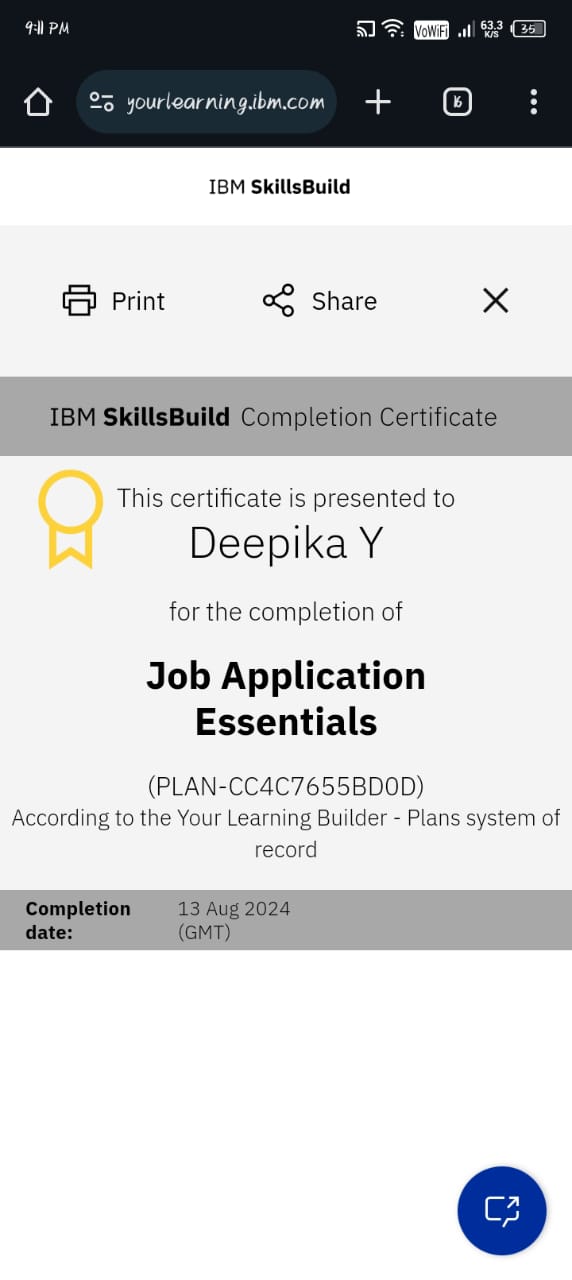 9:11 PM VoWiFi 63.3 K/S 35
yourlearning.ibm.com 16
IBM SkillsBuild
Print Share
IBM SkillsBuild Completion Certificate
This certificate is presented to
Deepika Y
for the completion of
Job Application
Essentials
(PLAN-CC4C7655BD0D)
According to the Your Learning Builder - Plans system of
record
Completion 13 Aug 2024
date: (GMT)